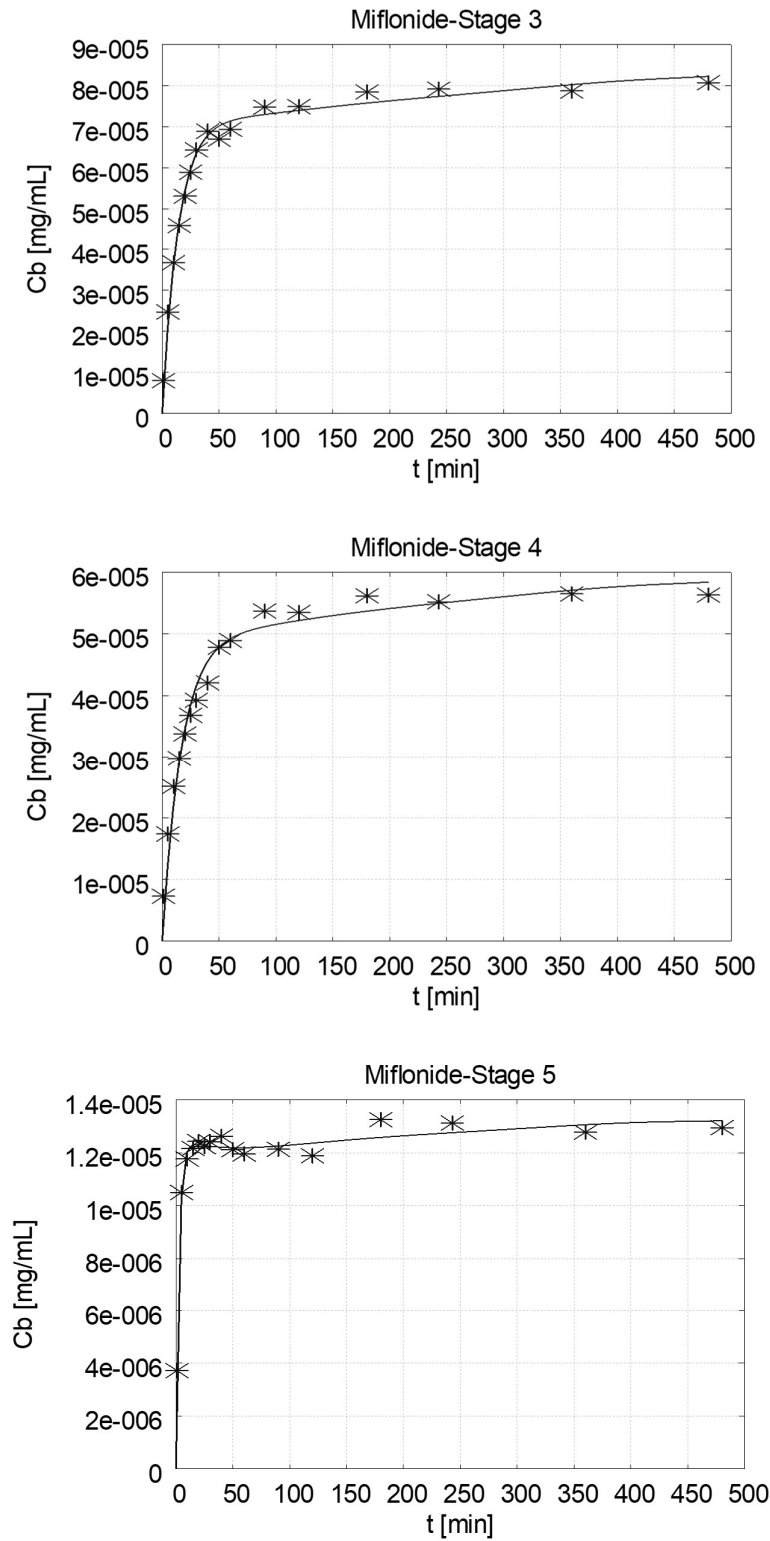 Miflonide-Stage 3
9e-005
8e-005
7e-005
6e-005
5e-005
4e-005
3e-005
2e-005
1e-005
0
Cb [mg/mL]
0 50 100 150 200 250 300 350 400 450 500
t [min]
Miflonide-Stage 4
6e-005
5e-005
4e-005
3e-005
2e-005
1e-005
0
Cb [mg/mL]
0 50 100 150 200 250 300 350 400 450 500
t [min]
Miflonide-Stage 5
1.4e-005
1.2e-005
1e-005
8e-006
6e-006
4e-006
2e-006
0
Cb [mg/mL]
0 50 100 150 200 250 300 350 400 450 500
t [min]